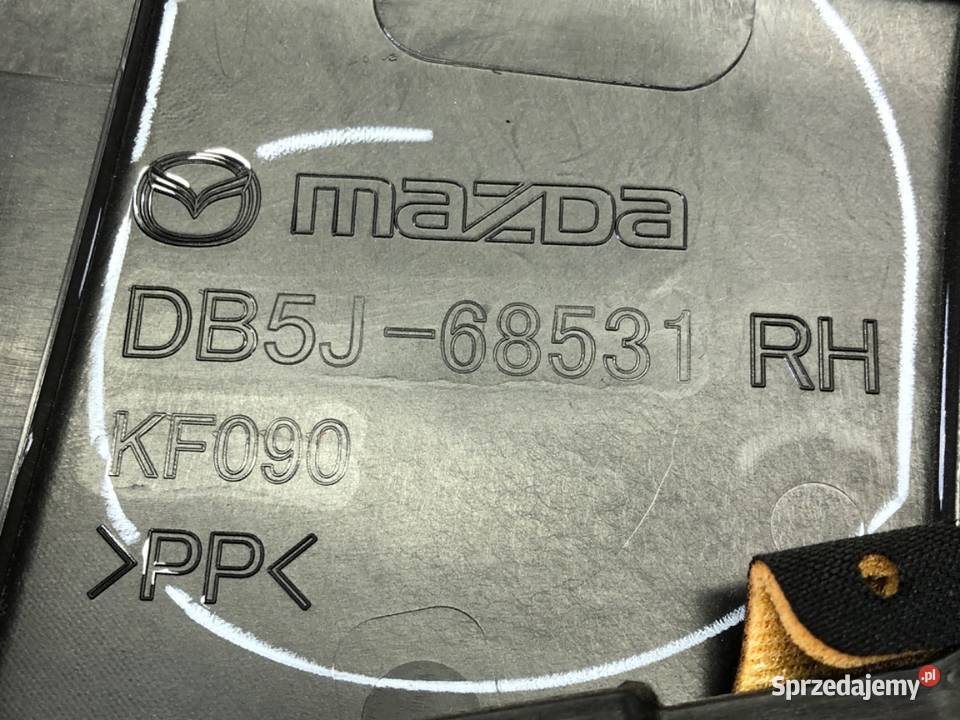 mazda
DB5J-68531 RH
KF090
>PP<
Sprzedajemy.pl